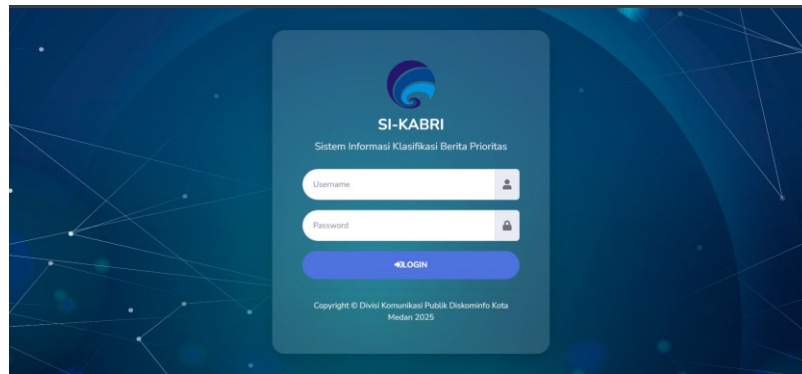 SI-KABRI
Sistem Informasi Klasifikasi Berita Prioritas
Username
Password
LOGIN
Copyright © Divisi Komunikasi Publik Diskominfo Kota
Medan 2025